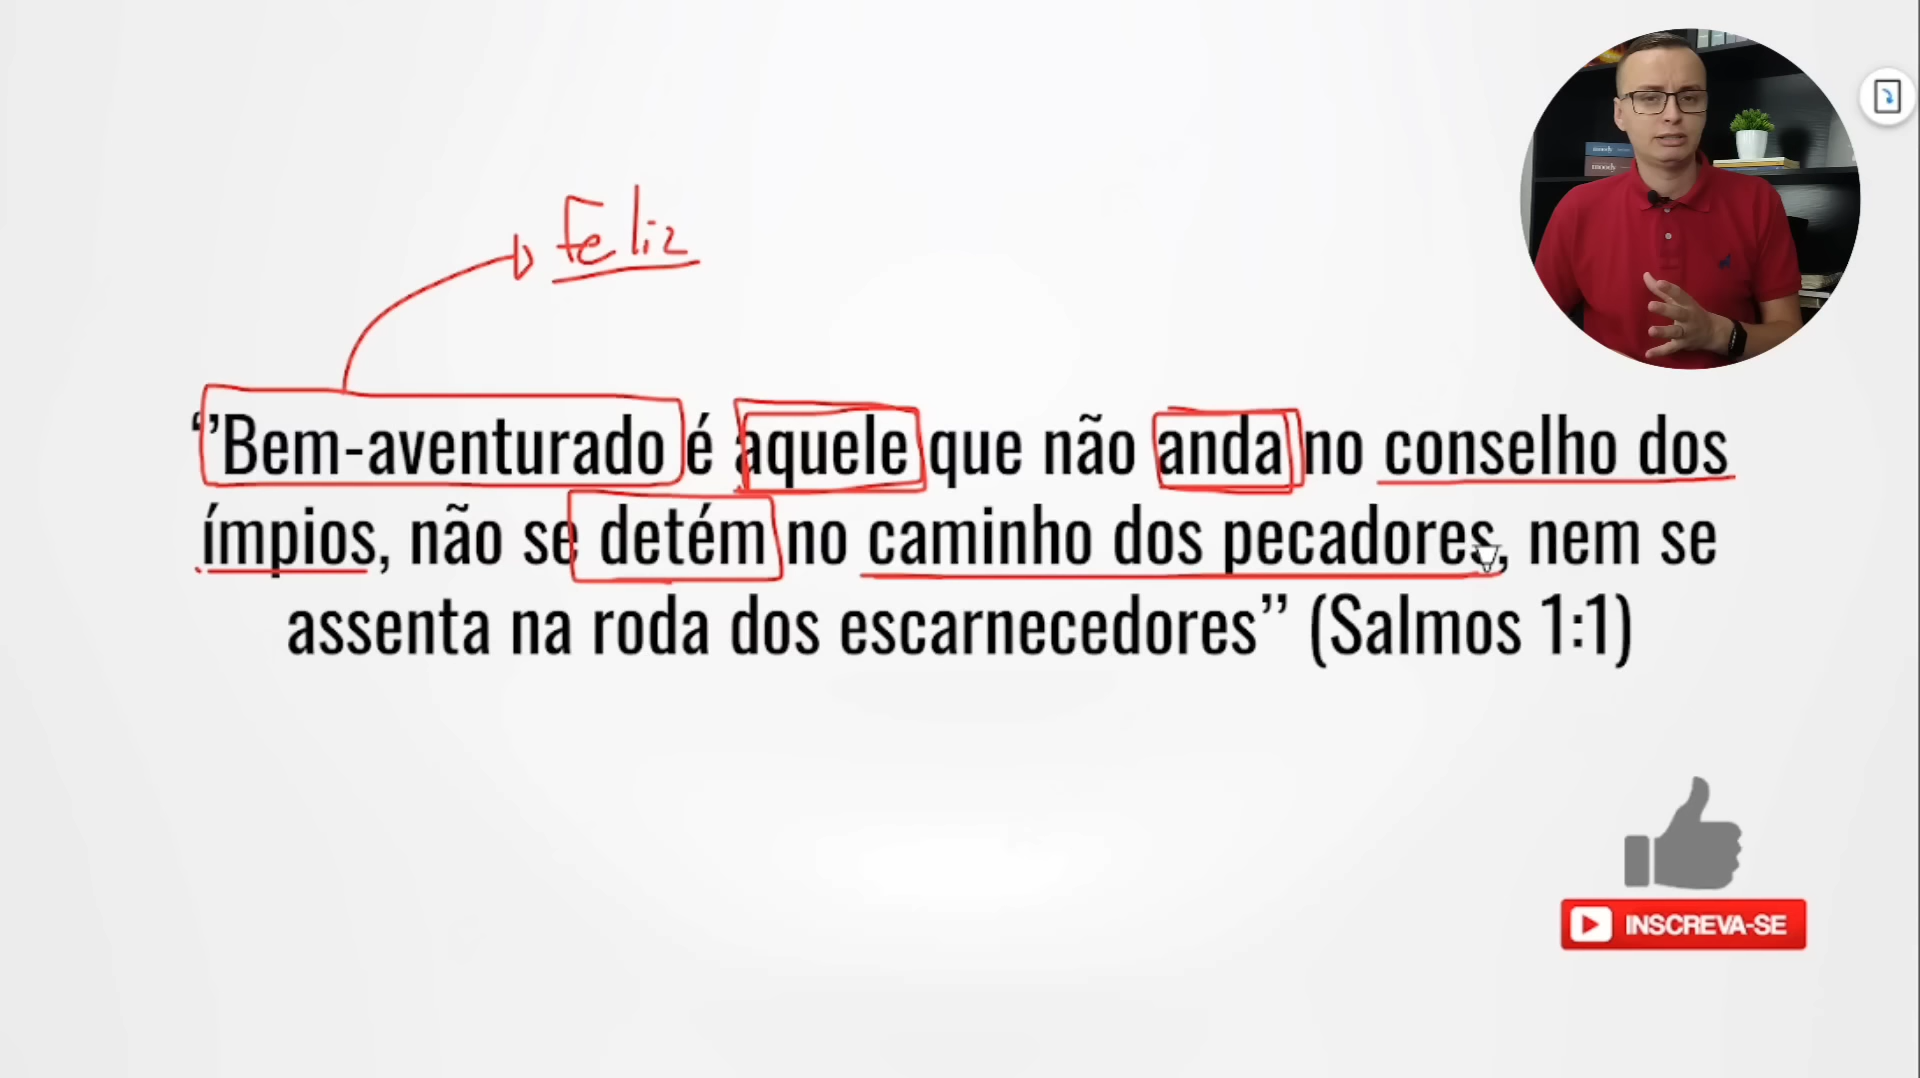 Feliz
‘’Bem-aventurado é aquele que não anda no conselho dos
ímpios, não se detém no caminho dos pecadores, nem se
assenta na roda dos escarnecedores’’ (Salmos 1:1)
INSCREVA-SE